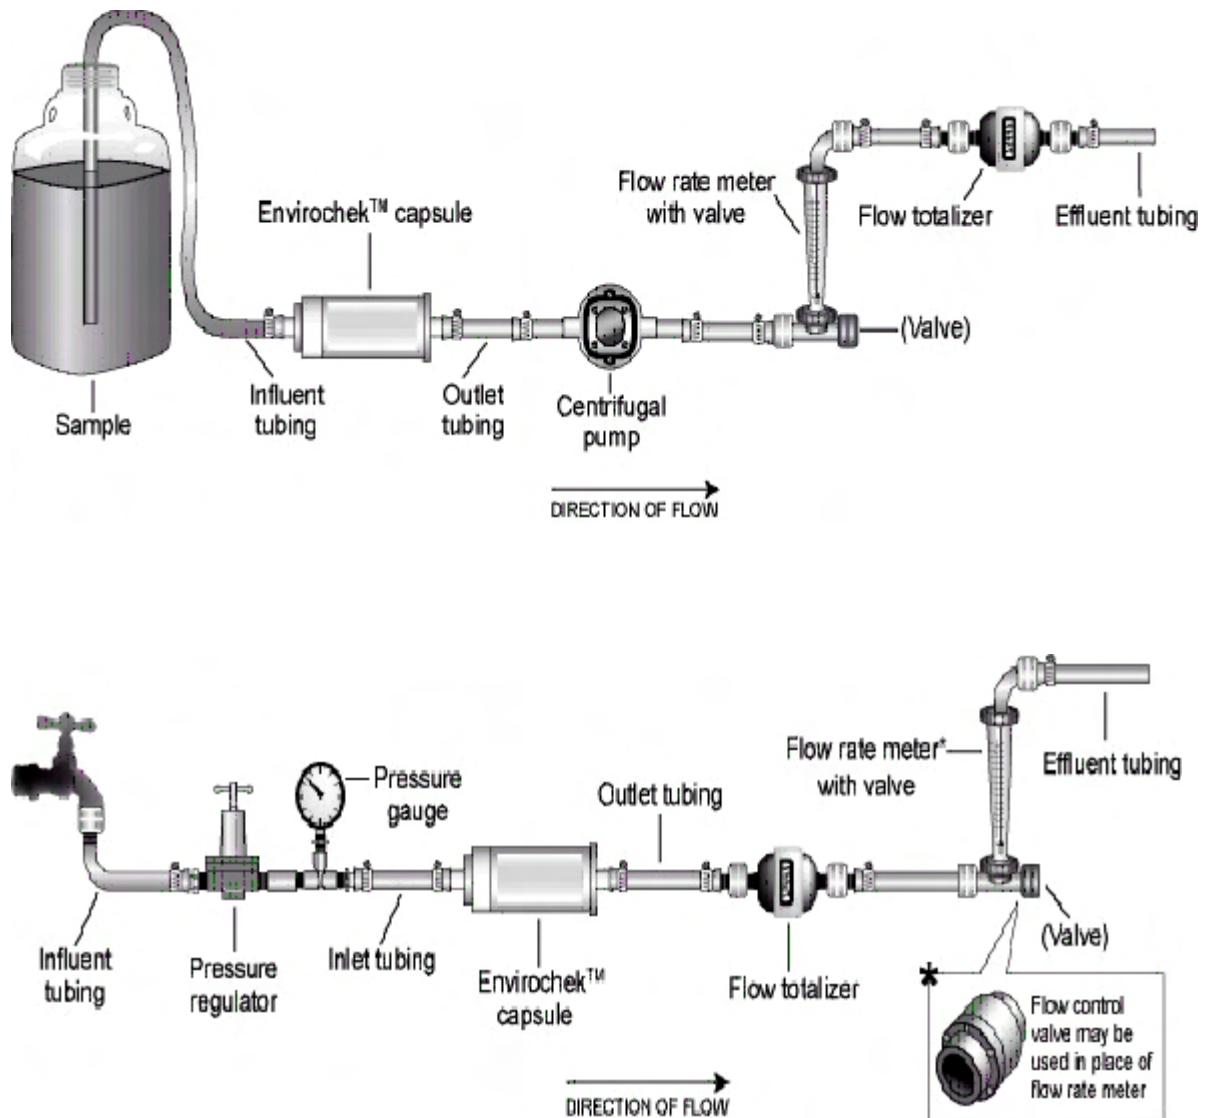 Envirochek™ capsule
Flow rate meter
with valve
Flow totalizer
Effluent tubing
(Valve)
Sample
Influent
tubing
Outlet
tubing
Centrifugal
pump
DIRECTION OF FLOW
Pressure
gauge
Outlet tubing
Flow rate meter*
with valve
Effluent tubing
Influent
tubing
Pressure
regulator
Inlet tubing
Envirochek™
capsule
Flow totalizer
(Valve)
*
Flow control
valve may be
used in place of
flow rate meter
DIRECTION OF FLOW